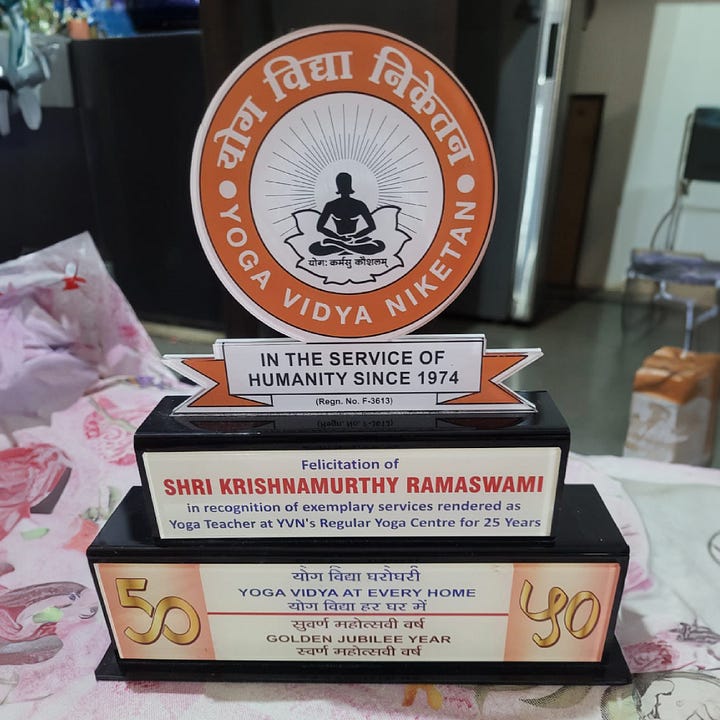 योग विद्या निकेतन
योग: कर्मसु कौशलम्
YOGA VIDYA NIKETAN
IN THE SERVICE OF
HUMANITY SINCE 1974
(Regn. No. F-3613)
Felicitation of
SHRI KRISHNAMURTHY RAMASWAMI
in recognition of exemplary services rendered as
Yoga Teacher at YVN's Regular Yoga Centre for 25 Years
योग विद्या घरोघरी
YOGA VIDYA AT EVERY HOME
योग विद्या हर घर में
सुवर्ण महोत्सवी वर्ष
GOLDEN JUBILEE YEAR
स्वर्ण महोत्सवी वर्ष
50
५०